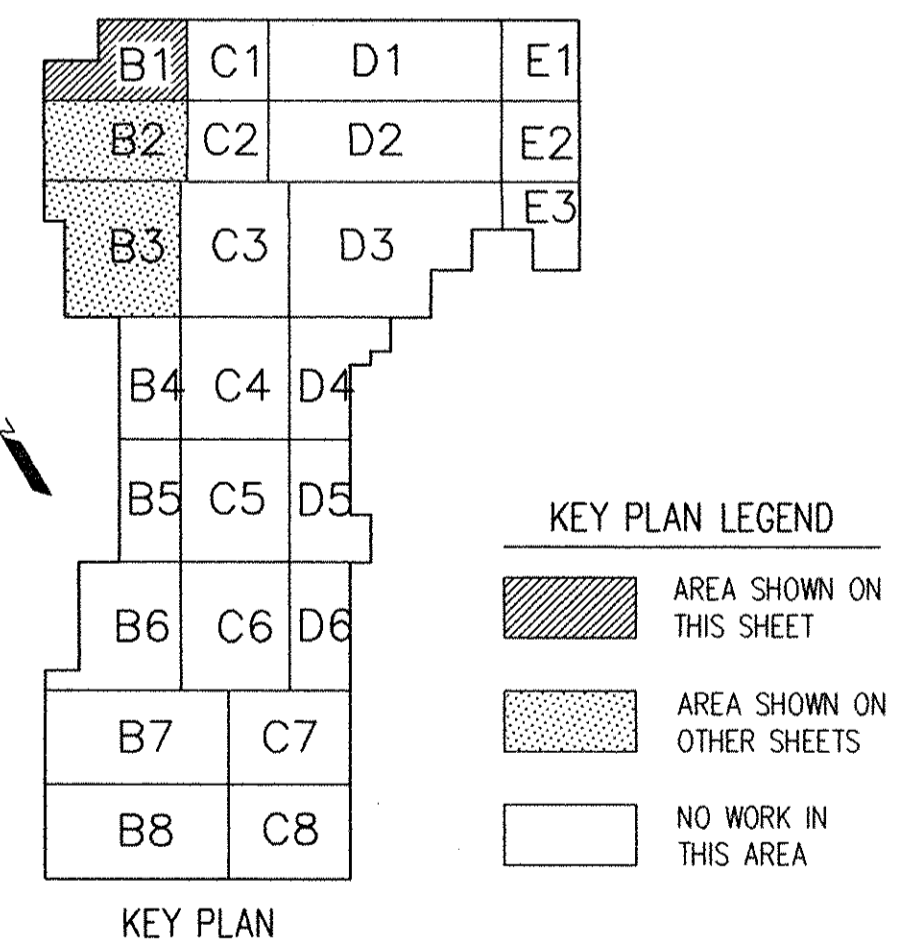 B1 C1 D1 E1
B2 C2 D2 E2
B3 C3 D3 E3
B4 C4 D4
B5 C5 D5
B6 C6 D6
B7 C7
B8 C8
KEY PLAN
KEY PLAN LEGEND
AREA SHOWN ON
THIS SHEET
AREA SHOWN ON
OTHER SHEETS
NO WORK IN
THIS AREA